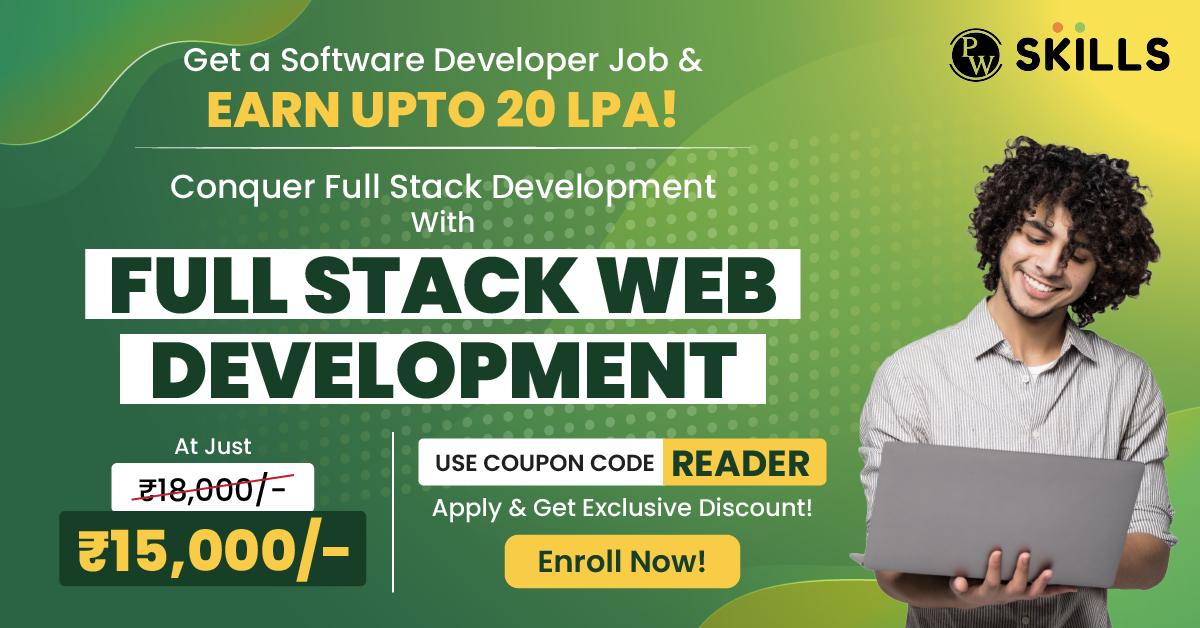 Get a Software Developer Job &
EARN UPTO 20 LPA!
PW SKILLS
Conquer Full Stack Development
With
FULL STACK WEB
DEVELOPMENT
At Just
₹18,000/-
₹15,000/-
USE COUPON CODE READER
Apply & Get Exclusive Discount!
Enroll Now!